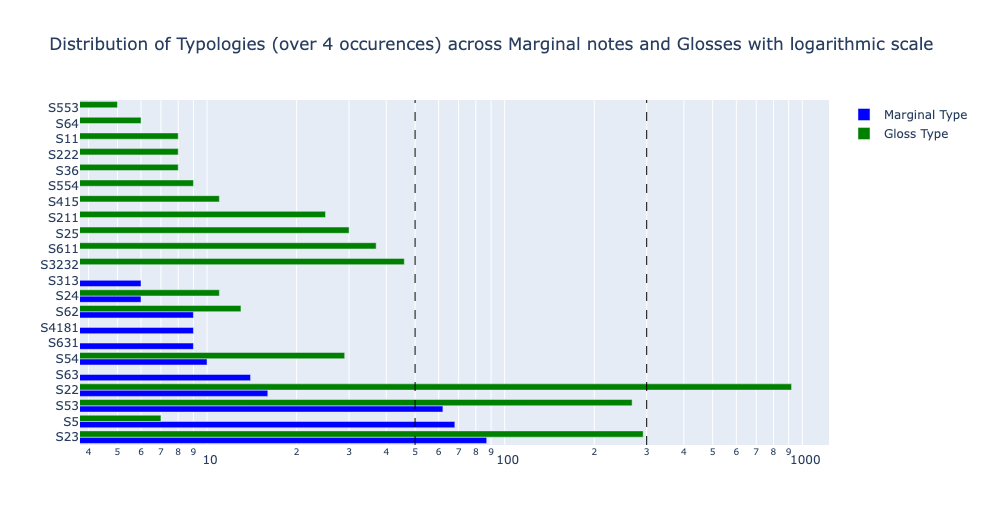 Distribution of Typologies (over 4 occurences) across Marginal notes and Glosses with logarithmic scale
Marginal Type
Gloss Type
S553
S64
S11
S222
S36
S554
S415
S211
S25
S611
S3232
S313
S24
S62
S4181
S631
S54
S63
S22
S53
S5
S23
4 5 6 7 8 9 10 2 3 4 5 6 7 8 9 100 2 3 4 5 6 7 8 9 1000